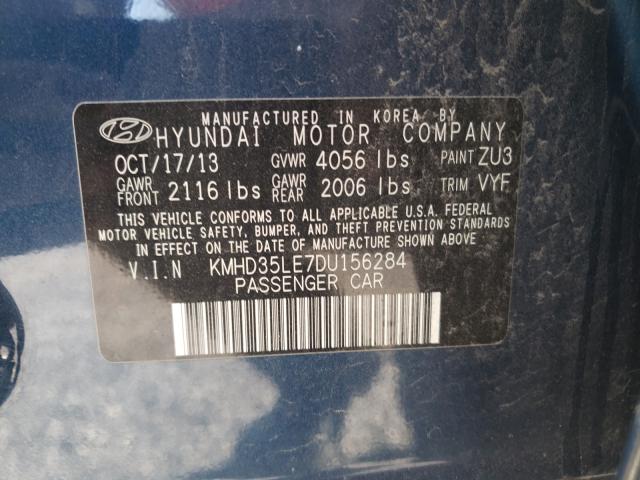 MANUFACTURED IN KOREA BY
HYUNDAI MOTOR COMPANY
OCT/17/13 GVWR 4056 lbs PAINT ZU3
GAWR FRONT 2116 lbs GAWR REAR 2006 lbs TRIM VYF
THIS VEHICLE CONFORMS TO ALL APPLICABLE U.S.A. FEDERAL
MOTOR VEHICLE SAFETY, BUMPER, AND THEFT PREVENTION STANDARDS
IN EFFECT ON THE DATE OF MANUFACTURE SHOWN ABOVE
V.I.N KMHD35LE7DU156284
PASSENGER CAR